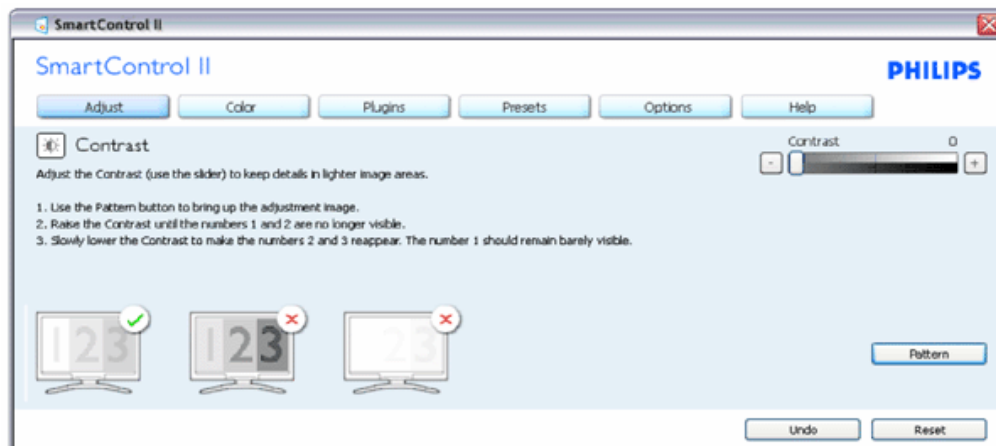 SmartControl II
SmartControl II
PHILIPS
Adjust Color Plugins Presets Options Help
Contrast
Contrast 0
- +
Adjust the Contrast (use the slider) to keep details in lighter image areas.
1. Use the Pattern button to bring up the adjustment image.
2. Raise the Contrast until the numbers 1 and 2 are no longer visible.
3. Slowly lower the Contrast to make the numbers 2 and 3 reappear. The number 1 should remain barely visible.
123 123 23
Pattern
Undo Reset